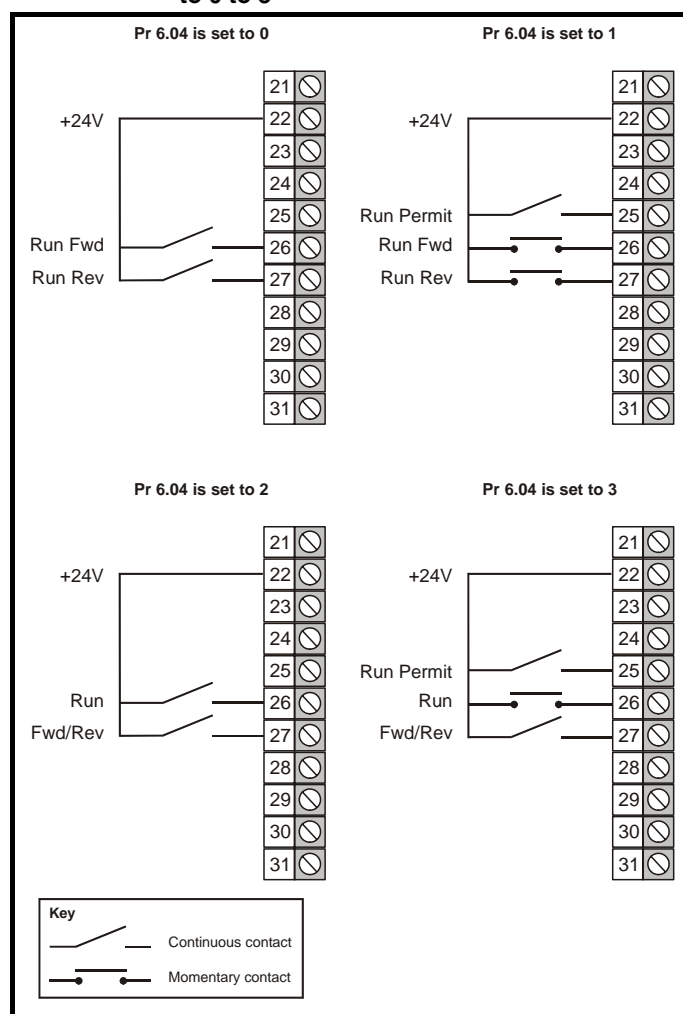 Pr 6.04 is set to 0
21
+24V 22
23
24
25
Run Fwd 26
Run Rev 27
28
29
30
31
Pr 6.04 is set to 1
21
+24V 22
23
24
Run Permit 25
Run Fwd 26
Run Rev 27
28
29
30
31
Pr 6.04 is set to 2
21
+24V 22
23
24
25
Run 26
Fwd/Rev 27
28
29
30
31
Pr 6.04 is set to 3
21
+24V 22
23
24
Run Permit 25
Run 26
Fwd/Rev 27
28
29
30
31
Key
Continuous contact
Momentary contact